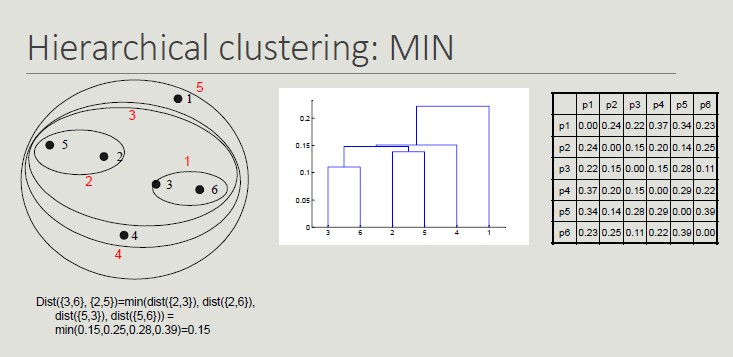 Hierarchical clustering: MIN
5
1
3
5
2
1
2
3
6
4
4
0.2
0.15
0.1
0.05
0
3 6 2 5 4 1
p1 p2 p3 p4 p5 p6
p1 0.00 0.24 0.22 0.37 0.34 0.23
p2 0.24 0.00 0.15 0.20 0.14 0.25
p3 0.22 0.15 0.00 0.15 0.28 0.11
p4 0.37 0.20 0.15 0.00 0.29 0.22
p5 0.34 0.14 0.28 0.29 0.00 0.39
p6 0.23 0.25 0.11 0.22 0.39 0.00
Dist({3,6}, {2,5})=min(dist({2,3}), dist({2,6}),
dist({5,3}), dist({5,6})) =
min(0.15,0.25,0.28,0.39)=0.15